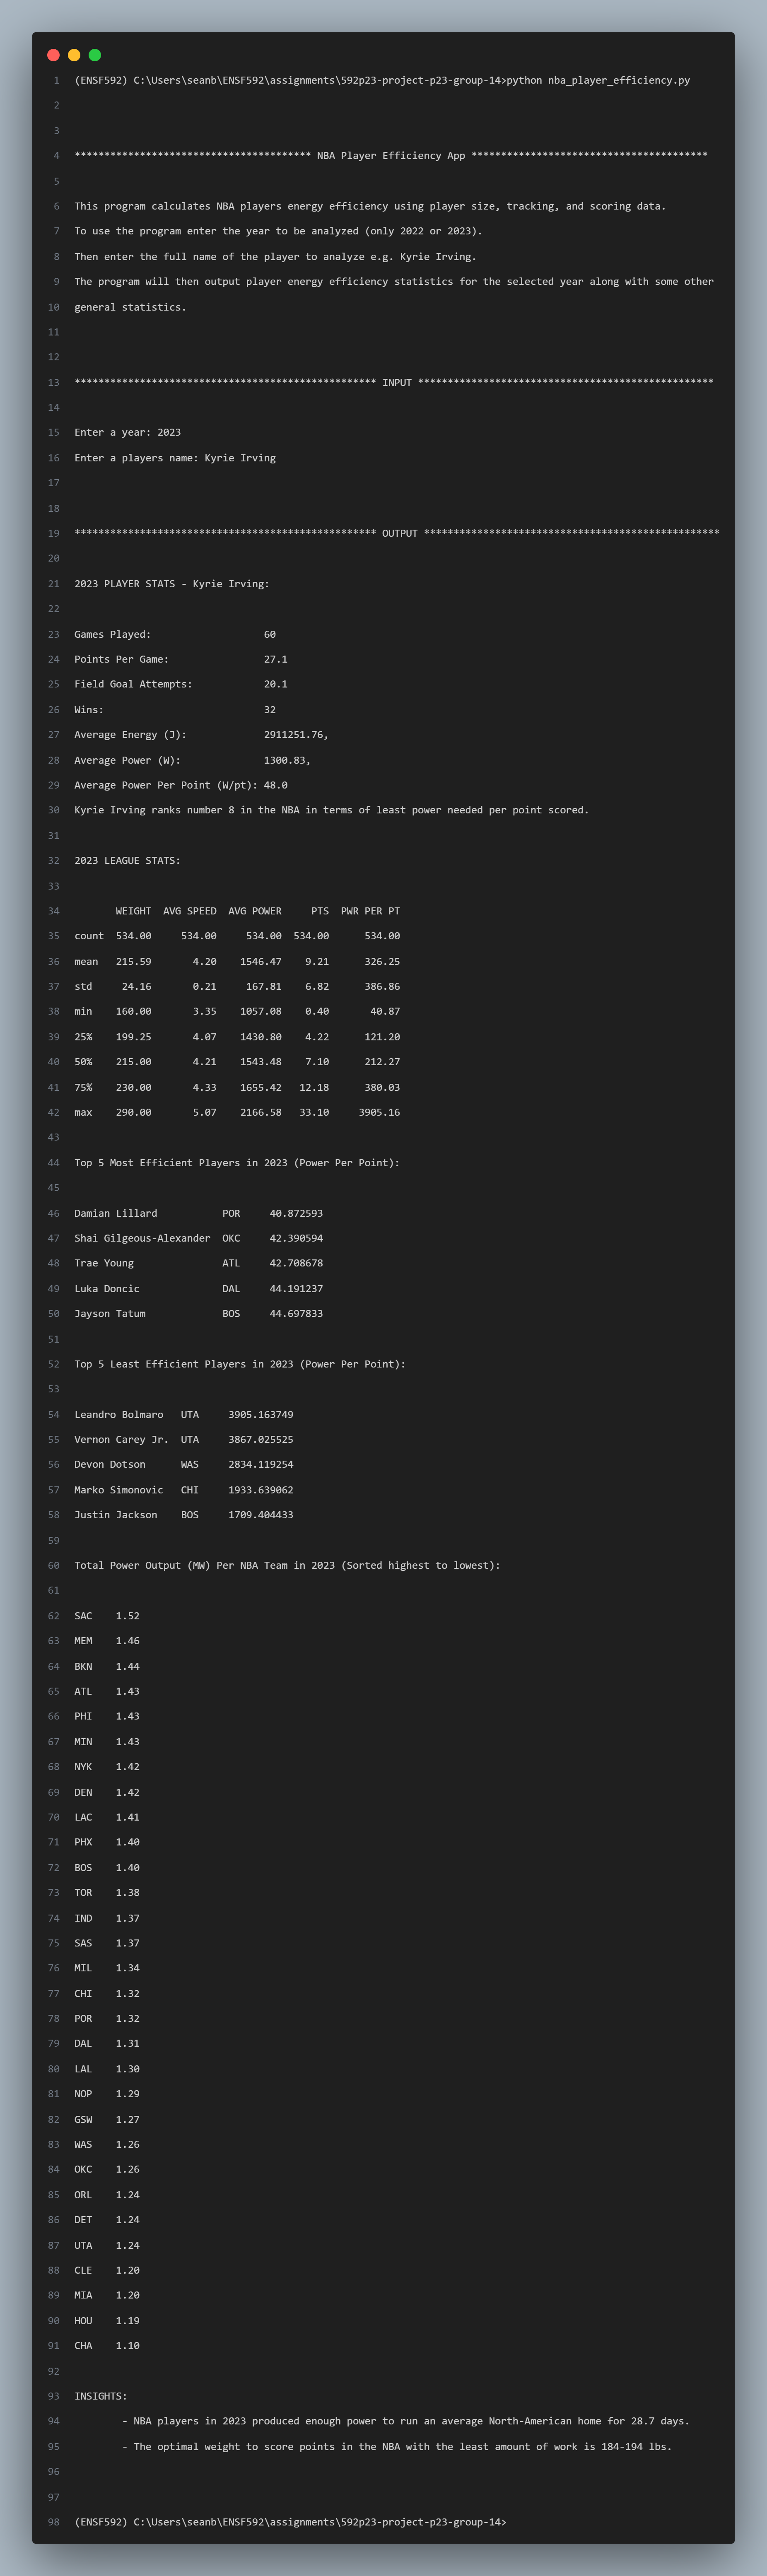 1 (ENSF592) C:\Users\seanb\ENSF592\assignments\592p23-project-p23-group-14>python nba_player_efficiency.py
2
3
4 **************************************** NBA Player Efficiency App ****************************************
5
6 This program calculates NBA players energy efficiency using player size, tracking, and scoring data.
7 To use the program enter the year to be analyzed (only 2022 or 2023).
8 Then enter the full name of the player to analyze e.g. Kyrie Irving.
9 The program will then output player energy efficiency statistics for the selected year along with some other
10 general statistics.
11
12
13 *************************************************** INPUT **************************************************
14
15 Enter a year: 2023
16 Enter a players name: Kyrie Irving
17
18
19 *************************************************** OUTPUT **************************************************
20
21 2023 PLAYER STATS - Kyrie Irving:
22
23 Games Played:                   60
24 Points Per Game:                27.1
25 Field Goal Attempts:            20.1
26 Wins:                           32
27 Average Energy (J):             2911251.76,
28 Average Power (W):              1300.83,
29 Average Power Per Point (W/pt): 48.0
30 Kyrie Irving ranks number 8 in the NBA in terms of least power needed per point scored.
31
32 2023 LEAGUE STATS:
33
34        WEIGHT  AVG SPEED  AVG POWER     PTS  PWR PER PT
35 count  534.00     534.00     534.00  534.00      534.00
36 mean   215.59       4.20    1546.47    9.21      326.25
37 std     24.16       0.21     167.81    6.82      386.86
38 min    160.00       3.35    1057.08    0.40       40.87
39 25%    199.25       4.07    1430.80    4.22      121.20
40 50%    215.00       4.21    1543.48    7.10      212.27
41 75%    230.00       4.33    1655.42   12.18      380.03
42 max    290.00       5.07    2166.58   33.10     3905.16
43
44 Top 5 Most Efficient Players in 2023 (Power Per Point):
45
46 Damian Lillard           POR     40.872593
47 Shai Gilgeous-Alexander  OKC     42.390594
48 Trae Young               ATL     42.708678
49 Luka Doncic              DAL     44.191237
50 Jayson Tatum             BOS     44.697833
51
52 Top 5 Least Efficient Players in 2023 (Power Per Point):
53
54 Leandro Bolmaro   UTA     3905.163749
55 Vernon Carey Jr.  UTA     3867.025525
56 Devon Dotson      WAS     2834.119254
57 Marko Simonovic   CHI     1933.639062
58 Justin Jackson    BOS     1709.404433
59
60 Total Power Output (MW) Per NBA Team in 2023 (Sorted highest to lowest):
61
62 SAC    1.52
63 MEM    1.46
64 BKN    1.44
65 ATL    1.43
66 PHI    1.43
67 MIN    1.43
68 NYK    1.42
69 DEN    1.42
70 LAC    1.41
71 PHX    1.40
72 BOS    1.40
73 TOR    1.38
74 IND    1.37
75 SAS    1.37
76 MIL    1.34
77 CHI    1.32
78 POR    1.32
79 DAL    1.31
80 LAL    1.30
81 NOP    1.29
82 GSW    1.27
83 WAS    1.26
84 OKC    1.26
85 ORL    1.24
86 DET    1.24
87 UTA    1.24
88 CLE    1.20
89 MIA    1.20
90 HOU    1.19
91 CHA    1.10
92
93 INSIGHTS:
94         - NBA players in 2023 produced enough power to run an average North-American home for 28.7 days.
95         - The optimal weight to score points in the NBA with the least amount of work is 184-194 lbs.
96
97
98 (ENSF592) C:\Users\seanb\ENSF592\assignments\592p23-project-p23-group-14>